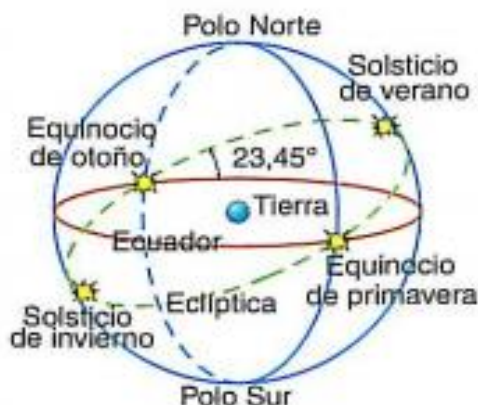 Polo Norte
Solsticio
de verano
Equinocio
de otoño
23,45°
Tierra
Ecuador
Equinocio
de primavera
Eclíptica
Solsticio
de invierno
Polo Sur